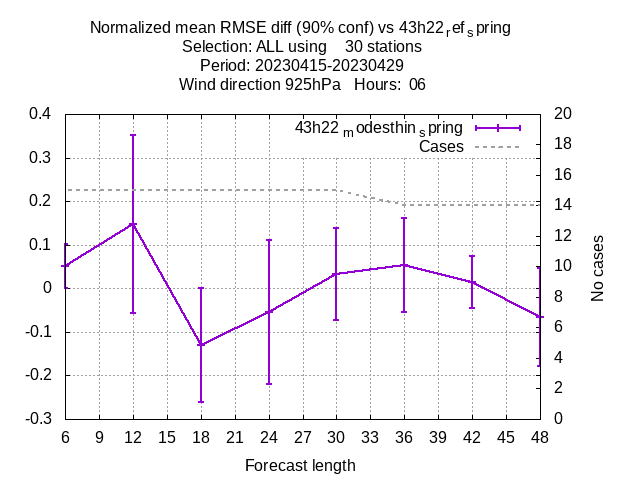 Normalized mean RMSE diff (90% conf) vs 43h22refspring
Selection: ALL using    30 stations
Period: 20230415-20230429
Wind direction 925hPa   Hours:  06
43h22modesthinspring
Cases
0.4
0.3
0.2
0.1
0
-0.1
-0.2
-0.3
20
18
16
14
12
10
8
6
4
2
0
No cases
6 9 12 15 18 21 24 27 30 33 36 39 42 45 48
Forecast length